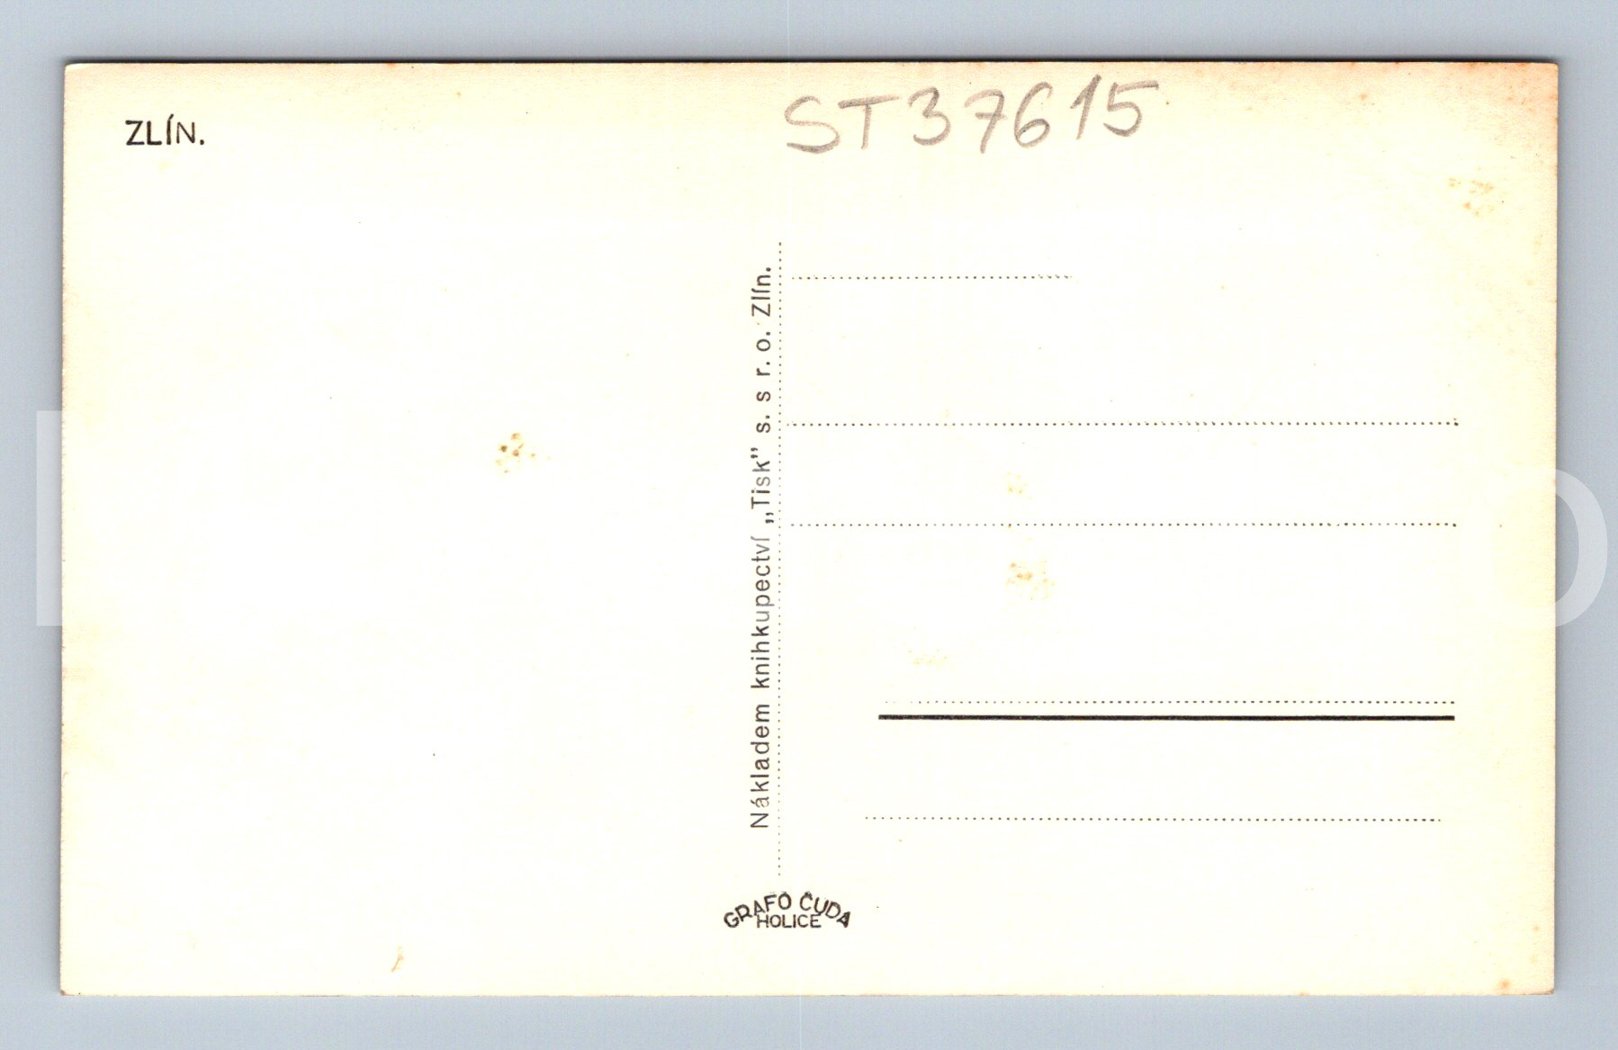 ZLÍN.
ST37615
Nákladem knihkupectví „Tisk” s. s r. o. Zlín.
GRAFO ČUDA
HOLICE